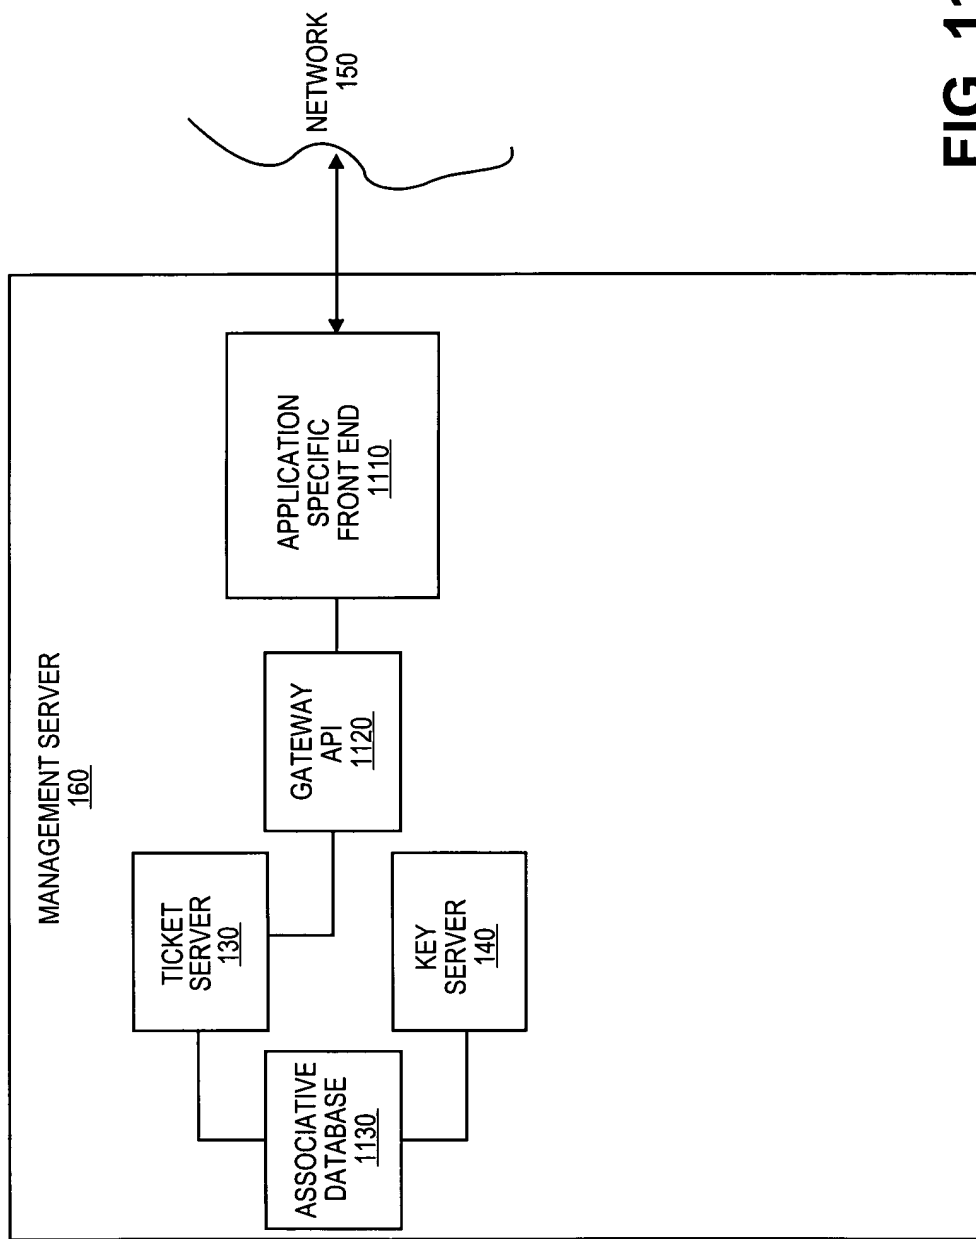 MANAGEMENT SERVER
160
ASSOCIATIVE
DATABASE
1130
TICKET
SERVER
130
KEY
SERVER
140
GATEWAY
API
1120
APPLICATION
SPECIFIC
FRONT END
1110
NETWORK
150
FIG. 11